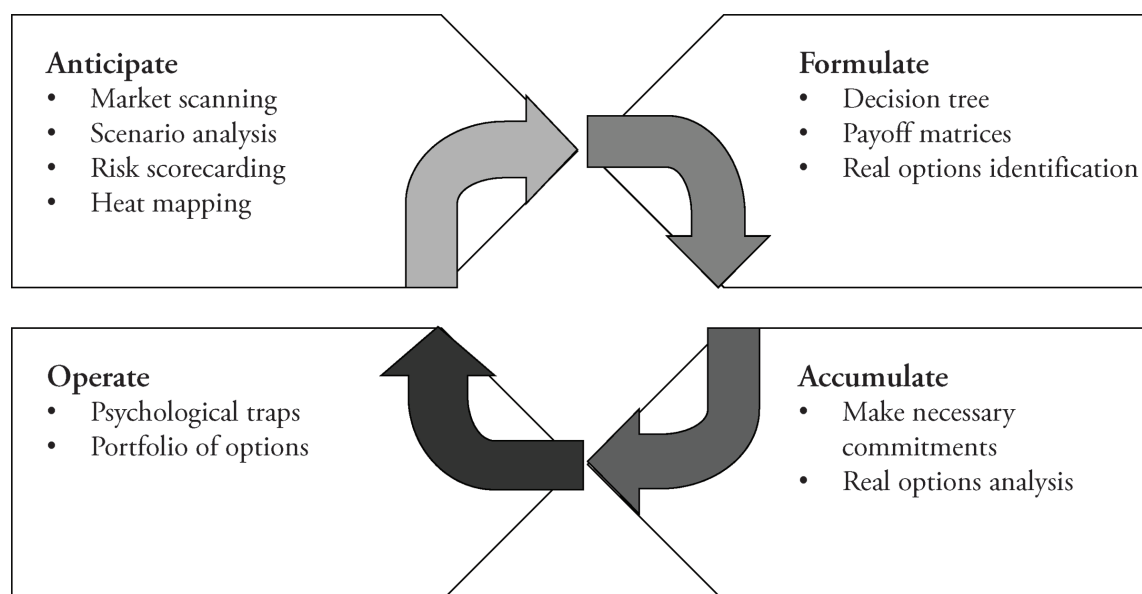 Anticipate
• Market scanning
• Scenario analysis
• Risk scorecarding
• Heat mapping
Formulate
• Decision tree
• Payoff matrices
• Real options identification
Operate
• Psychological traps
• Portfolio of options
Accumulate
• Make necessary
commitments
• Real options analysis